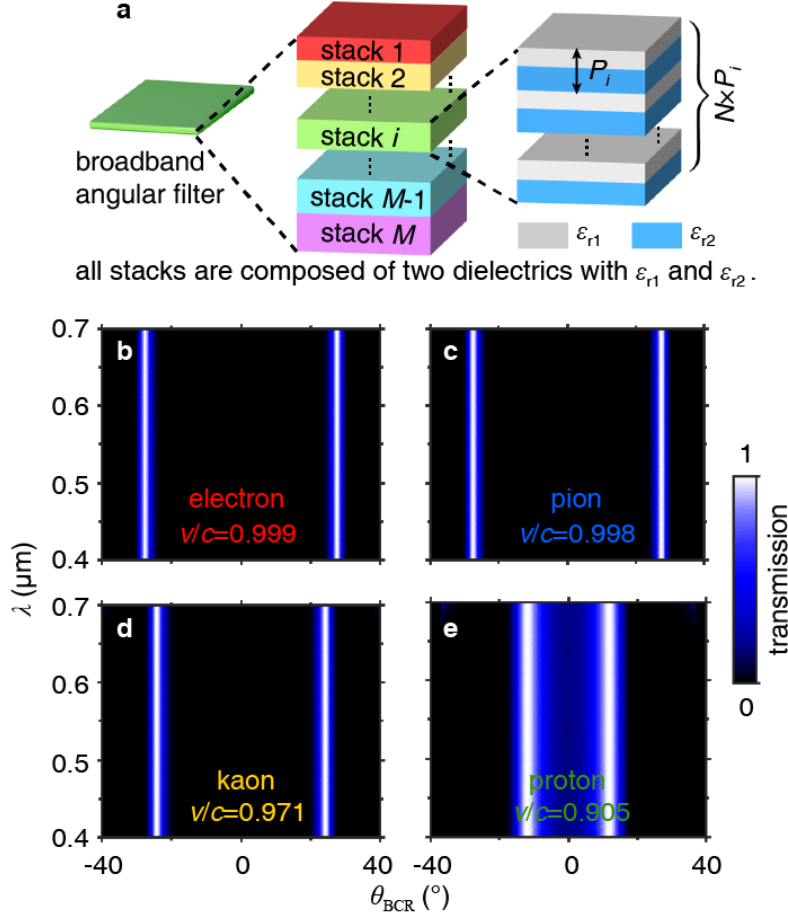 a
stack 1
stack 2
stack i
stack M-1
stack M
P_i
N×P_i
broadband
angular filter
ε_r1
ε_r2
all stacks are composed of two dielectrics with ε_r1 and ε_r2.
b
c
0.7
0.6
0.5
0.4
electron
v/c=0.999
pion
v/c=0.998
1
0
transmission
λ (μm)
d
e
0.7
0.6
0.5
0.4
kaon
v/c=0.971
proton
v/c=0.905
-40 0 40 -40 0 40
θ_BCR (°)